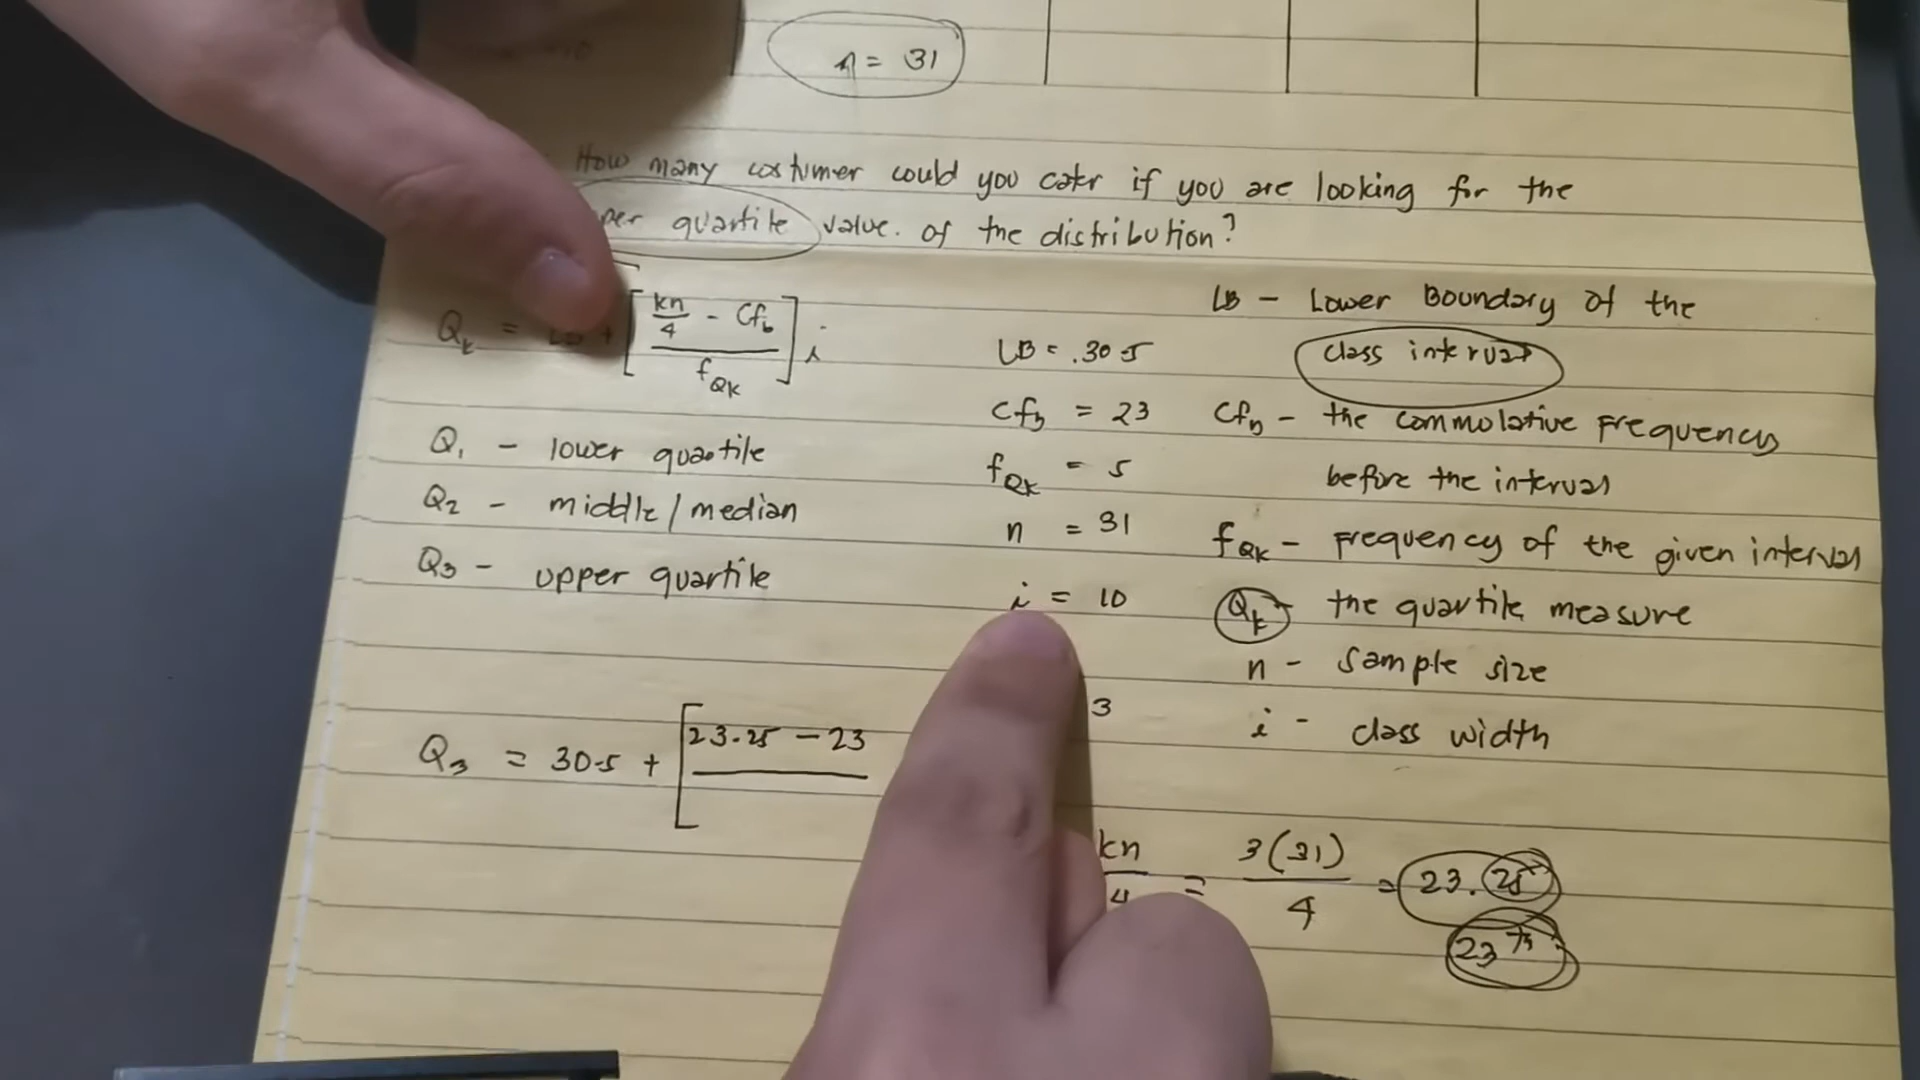 n = 31
How many costumer could you cater if you are looking for the
per quartile value. of the distribution?
Qk = LB + [ kn/4 - Cfb / fQk ] i
LB - Lower Boundary of the
class interval
LB = .30.5
Cfb = 23
Cfb - the commolative Frequency
before the interval
Q1 - lower quartile
fQk = 5
Q2 - middle/median
n = 31
fQk - Frequency of the given interval
Q3 - upper quartile
i = 10
Qk - the quartile measure
n - sample size
3
i - class width
Q3 = 30.5 + [ 23.25 - 23
kn/4 = 3(31)/4 = 23.25
23